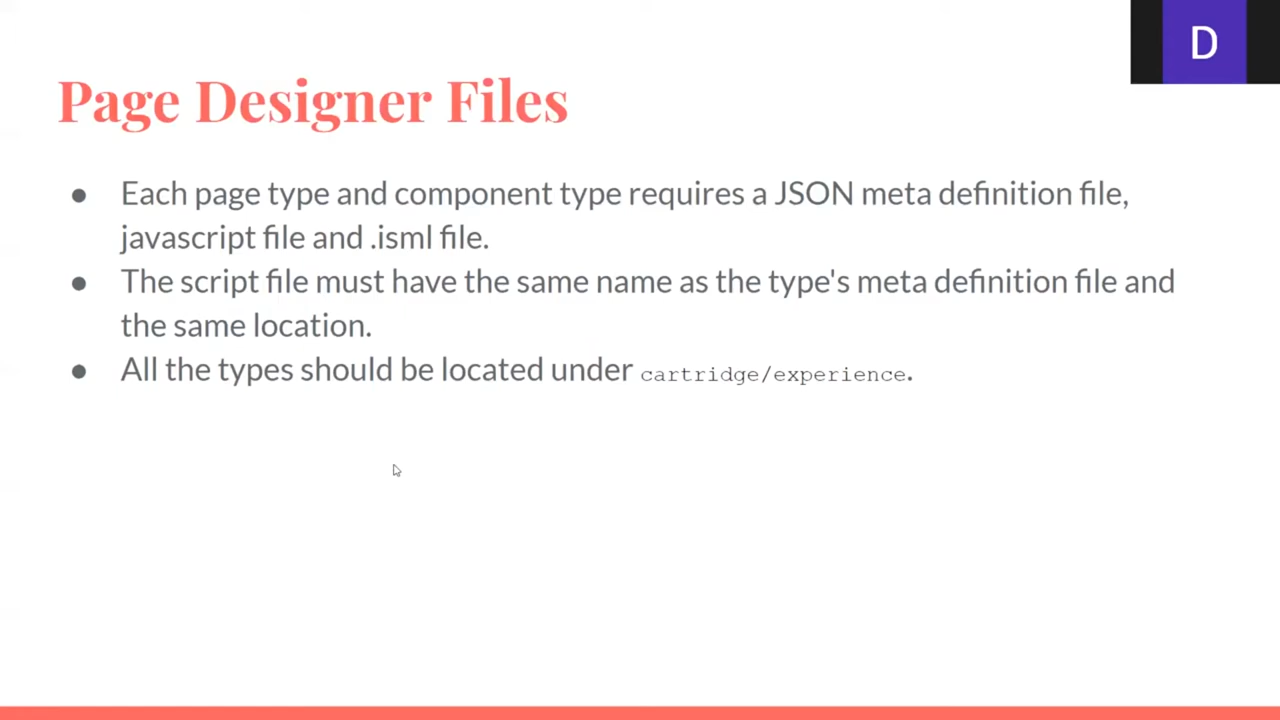 D
Page Designer Files
● Each page type and component type requires a JSON meta definition file,
javascript file and .isml file.
● The script file must have the same name as the type's meta definition file and
the same location.
● All the types should be located under cartridge/experience.